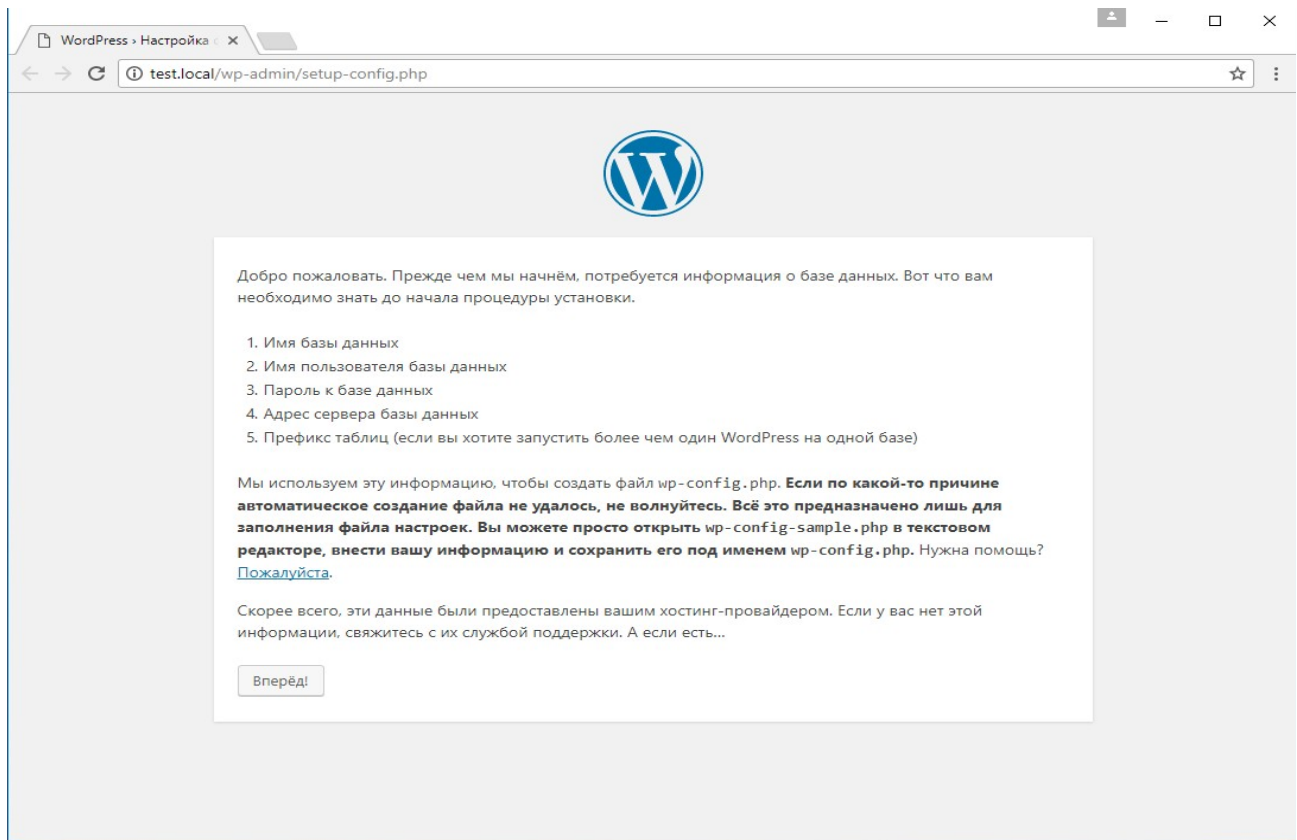 WordPress › Настройка
test.local/wp-admin/setup-config.php
Добро пожаловать. Прежде чем мы начнём, потребуется информация о базе данных. Вот что вам
необходимо знать до начала процедуры установки.
1. Имя базы данных
2. Имя пользователя базы данных
3. Пароль к базе данных
4. Адрес сервера базы данных
5. Префикс таблиц (если вы хотите запустить более чем один WordPress на одной базе)
Мы используем эту информацию, чтобы создать файл wp-config.php. Если по какой-то причине
автоматическое создание файла не удалось, не волнуйтесь. Всё это предназначено лишь для
заполнения файла настроек. Вы можете просто открыть wp-config-sample.php в текстовом
редакторе, внести вашу информацию и сохранить его под именем wp-config.php. Нужна помощь?
Пожалуйста.
Скорее всего, эти данные были предоставлены вашим хостинг-провайдером. Если у вас нет этой
информации, свяжитесь с их службой поддержки. А если есть…
Вперёд!